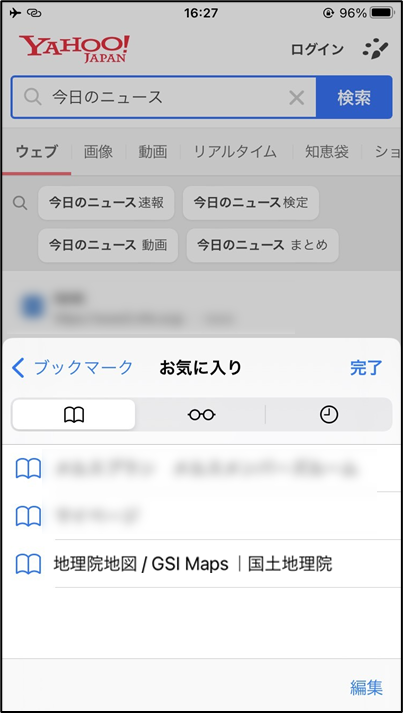 16:27
96%
YAHOO!
JAPAN
ログイン
今日のニュース
検索
ウェブ 画像 動画 リアルタイム 知恵袋 ショ
今日のニュース速報 今日のニュース検定
今日のニュース 動画 今日のニュース まとめ
ブックマーク お気に入り 完了
地理院地図 / GSI Maps｜国土地理院
編集